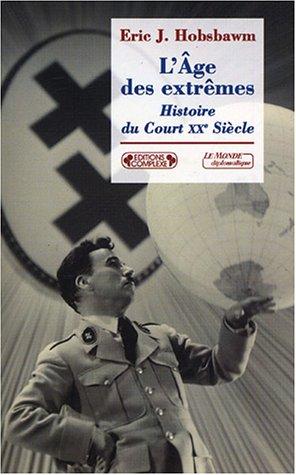 Eric J. Hobsbawm
L'Âge
des extrêmes
Histoire
du Court XXe Siècle
EDITIONS
COMPLEXE
LE MONDE
diplomatique